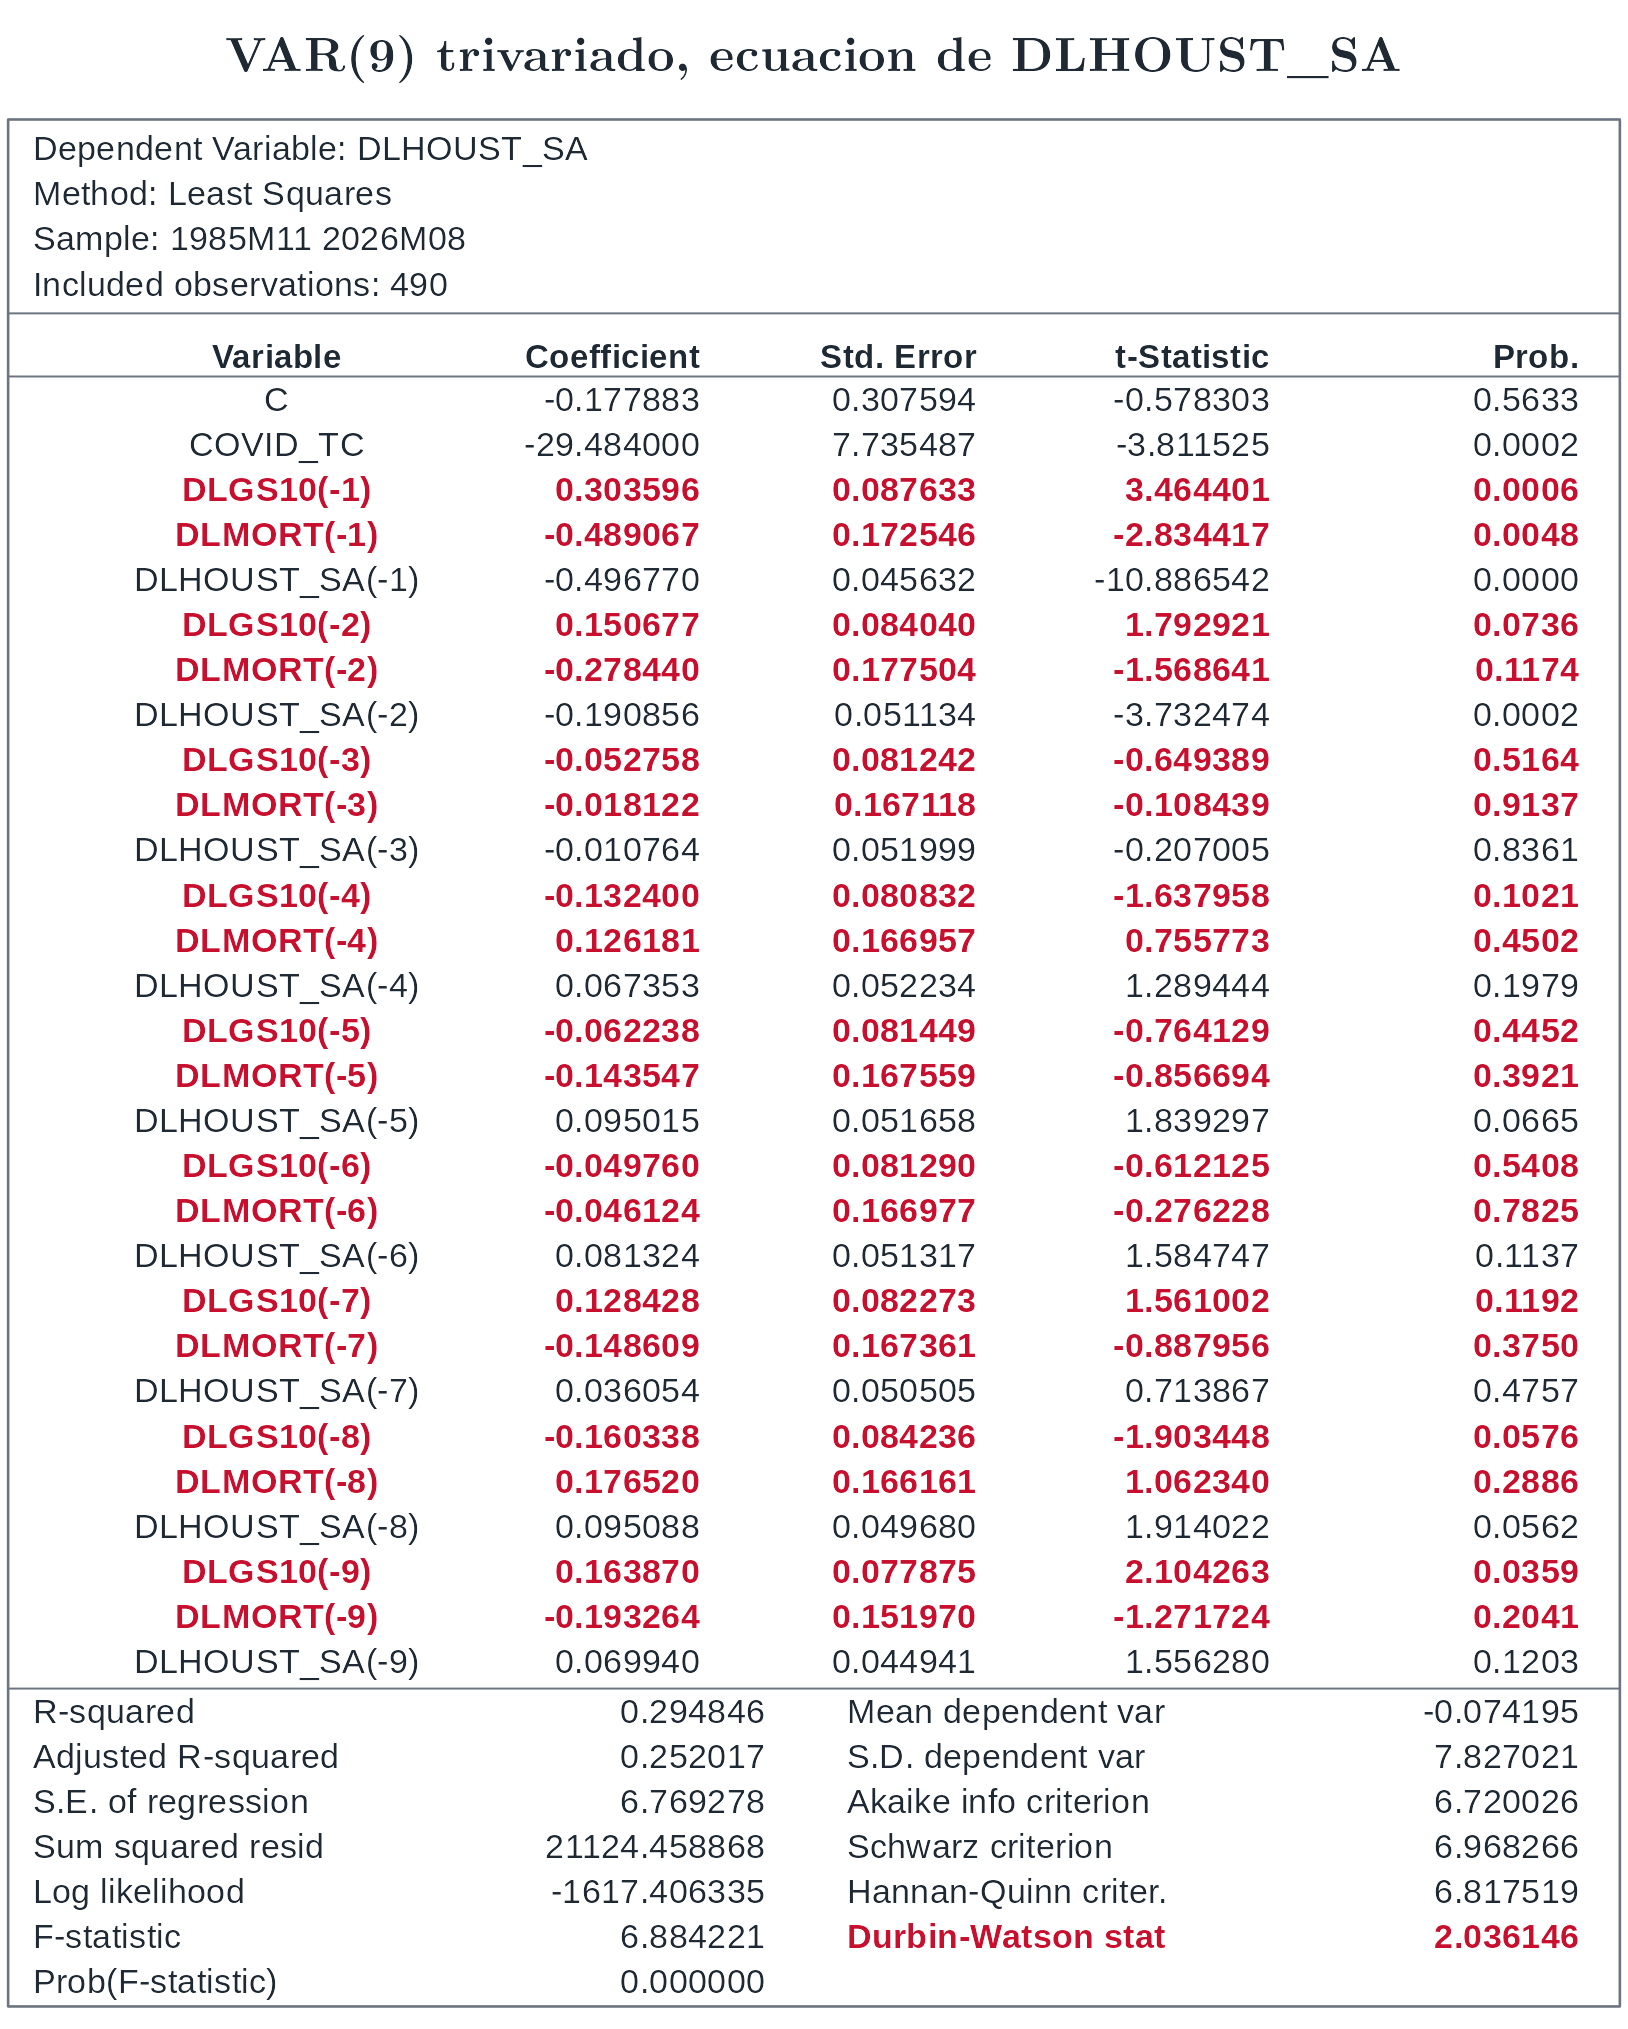 VAR(9) trivariado, ecuacion de DLHOUST_SA
Dependent Variable: DLHOUST_SA
Method: Least Squares
Sample: 1985M11 2026M08
Included observations: 490
Variable Coefficient Std. Error t-Statistic Prob.
C -0.177883 0.307594 -0.578303 0.5633
COVID_TC -29.484000 7.735487 -3.811525 0.0002
DLGS10(-1) 0.303596 0.087633 3.464401 0.0006
DLMORT(-1) -0.489067 0.172546 -2.834417 0.0048
DLHOUST_SA(-1) -0.496770 0.045632 -10.886542 0.0000
DLGS10(-2) 0.150677 0.084040 1.792921 0.0736
DLMORT(-2) -0.278440 0.177504 -1.568641 0.1174
DLHOUST_SA(-2) -0.190856 0.051134 -3.732474 0.0002
DLGS10(-3) -0.052758 0.081242 -0.649389 0.5164
DLMORT(-3) -0.018122 0.167118 -0.108439 0.9137
DLHOUST_SA(-3) -0.010764 0.051999 -0.207005 0.8361
DLGS10(-4) -0.132400 0.080832 -1.637958 0.1021
DLMORT(-4) 0.126181 0.166957 0.755773 0.4502
DLHOUST_SA(-4) 0.067353 0.052234 1.289444 0.1979
DLGS10(-5) -0.062238 0.081449 -0.764129 0.4452
DLMORT(-5) -0.143547 0.167559 -0.856694 0.3921
DLHOUST_SA(-5) 0.095015 0.051658 1.839297 0.0665
DLGS10(-6) -0.049760 0.081290 -0.612125 0.5408
DLMORT(-6) -0.046124 0.166977 -0.276228 0.7825
DLHOUST_SA(-6) 0.081324 0.051317 1.584747 0.1137
DLGS10(-7) 0.128428 0.082273 1.561002 0.1192
DLMORT(-7) -0.148609 0.167361 -0.887956 0.3750
DLHOUST_SA(-7) 0.036054 0.050505 0.713867 0.4757
DLGS10(-8) -0.160338 0.084236 -1.903448 0.0576
DLMORT(-8) 0.176520 0.166161 1.062340 0.2886
DLHOUST_SA(-8) 0.095088 0.049680 1.914022 0.0562
DLGS10(-9) 0.163870 0.077875 2.104263 0.0359
DLMORT(-9) -0.193264 0.151970 -1.271724 0.2041
DLHOUST_SA(-9) 0.069940 0.044941 1.556280 0.1203
R-squared 0.294846 Mean dependent var -0.074195
Adjusted R-squared 0.252017 S.D. dependent var 7.827021
S.E. of regression 6.769278 Akaike info criterion 6.720026
Sum squared resid 21124.458868 Schwarz criterion 6.968266
Log likelihood -1617.406335 Hannan-Quinn criter. 6.817519
F-statistic 6.884221 Durbin-Watson stat 2.036146
Prob(F-statistic) 0.000000